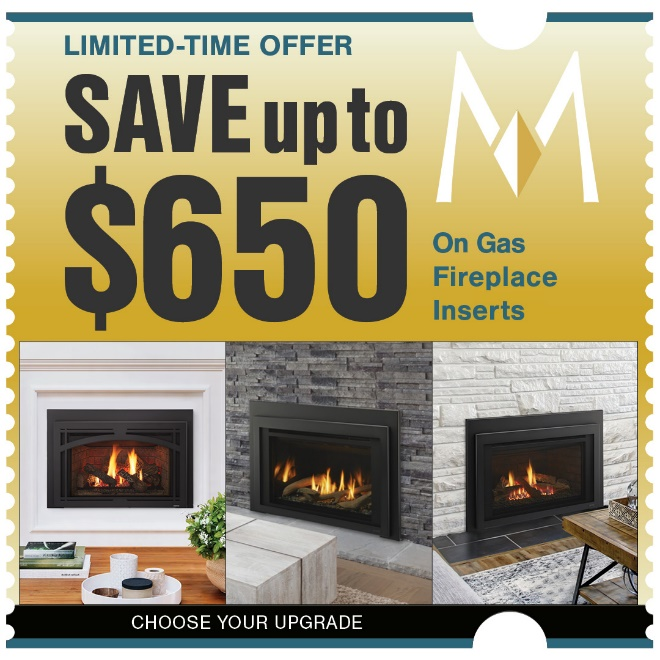 LIMITED-TIME OFFER
SAVE up to
$650
M
On Gas
Fireplace
Inserts
CHOOSE YOUR UPGRADE